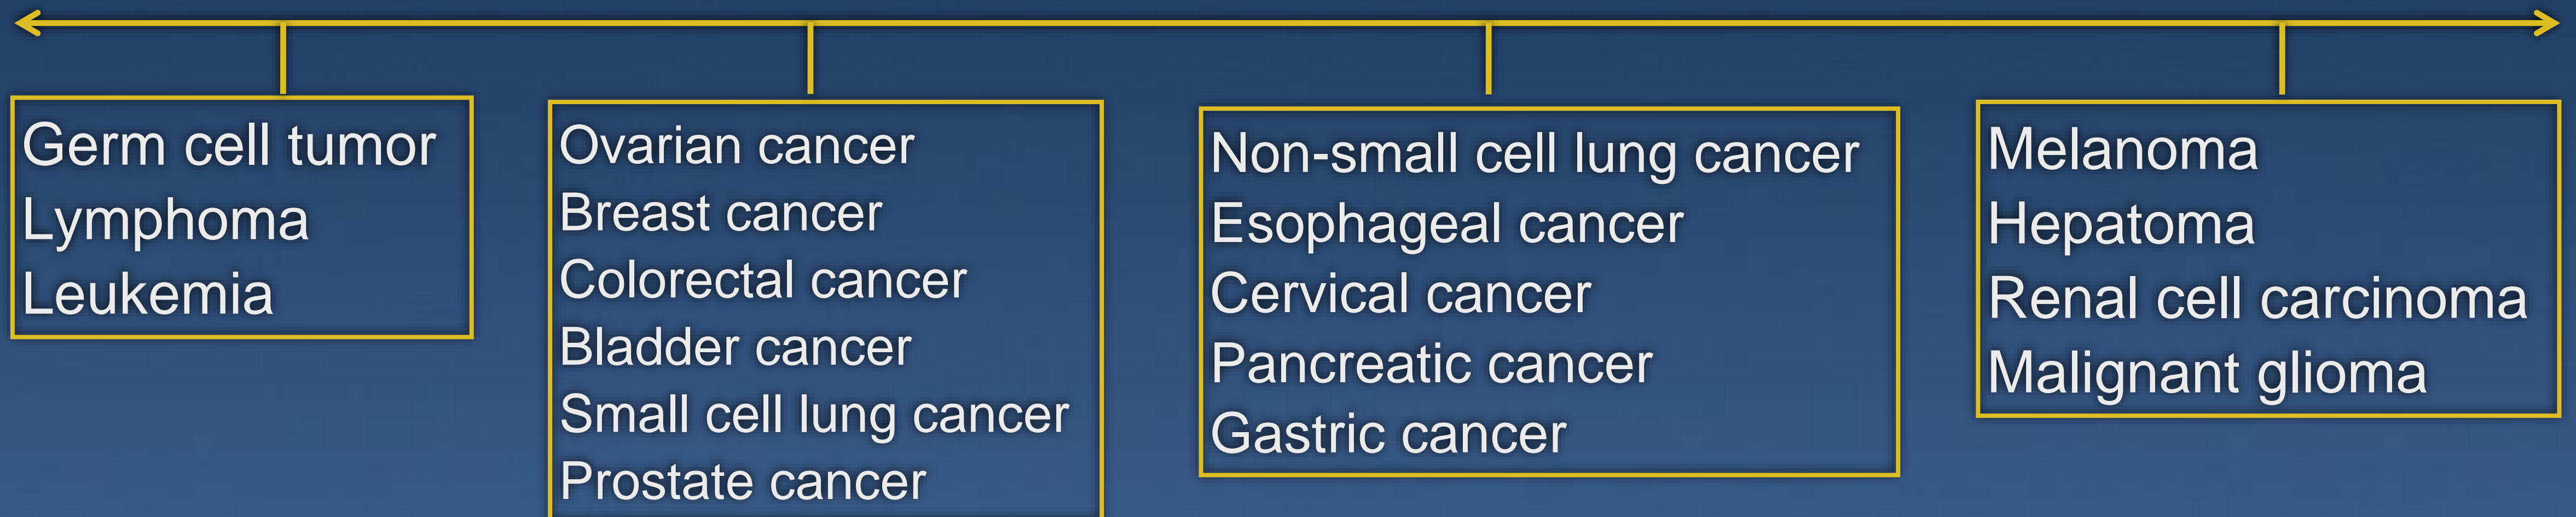 Germ cell tumor
Lymphoma
Leukemia
Ovarian cancer
Breast cancer
Colorectal cancer
Bladder cancer
Small cell lung cancer
Prostate cancer
Non-small cell lung cancer
Esophageal cancer
Cervical cancer
Pancreatic cancer
Gastric cancer
Melanoma
Hepatoma
Renal cell carcinoma
Malignant glioma